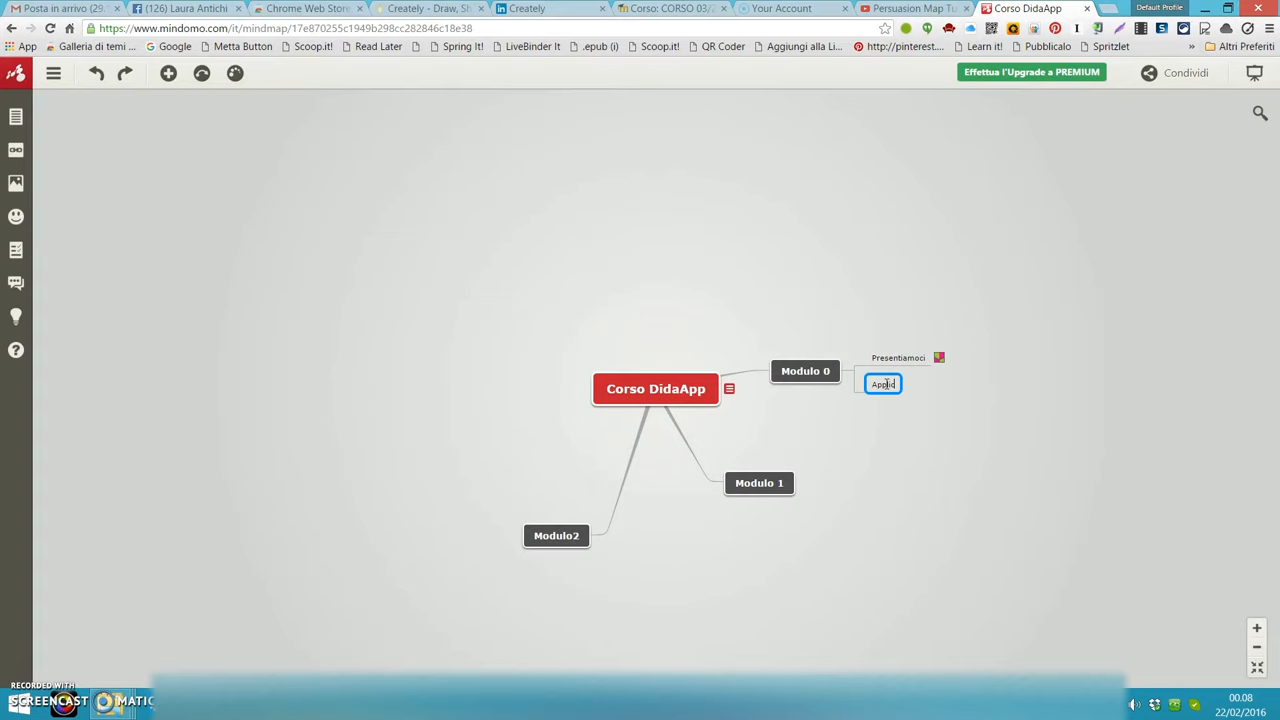 Posta in arrivo (29.
(126) Laura Antichi
Chrome Web Store
Creately - Draw, Sh
Creately
Corso: CORSO 03/2
Your Account
Persuasion Map Tu
Corso DidaApp
Default Profile
https://www.mindomo.com/mindmap/17e870255c1949b298cc282846c18e38
App
Galleria di temi ...
Google
Metta Button
Scoop.it!
Read Later
Spring It!
LiveBinder It
.epub (i)
Scoop.it!
QR Coder
Aggiungi alla Li...
http://pinterest...
Learn it!
Pubblicalo
Spritzlet
»
Altri Preferiti
Effettua l'Upgrade a PREMIUM
Condividi
Presentiamoci
Modulo 0
Corso DidaApp
Modulo 1
Modulo2
RECORDED WITH
SCREENCAST
MATIC
00.08
22/02/2016